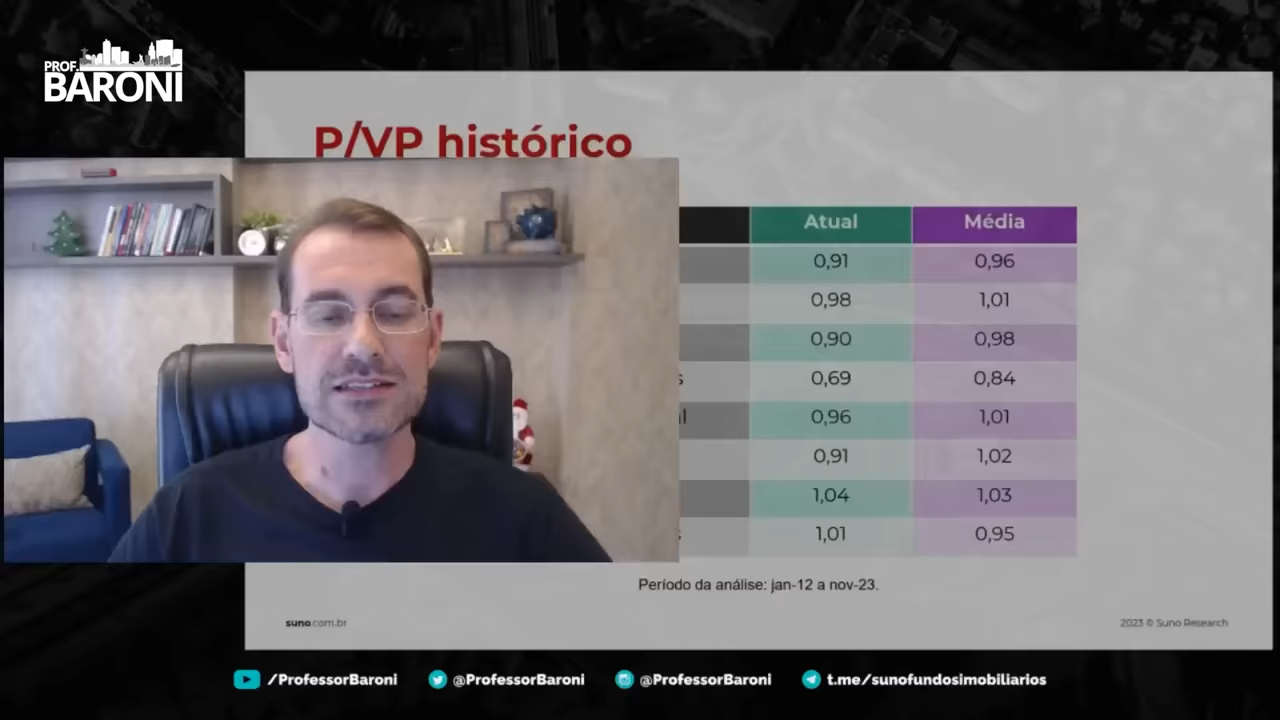 PROF.
BARONI
P/VP histórico
Atual Média
0,91 0,96
0,98 1,01
0,90 0,98
s 0,69 0,84
l 0,96 1,01
0,91 1,02
1,04 1,03
s 1,01 0,95
Período da análise: jan-12 a nov-23.
suno.com.br
2023 © Suno Research
/ProfessorBaroni @ProfessorBaroni @ProfessorBaroni t.me/sunofundosimobiliarios